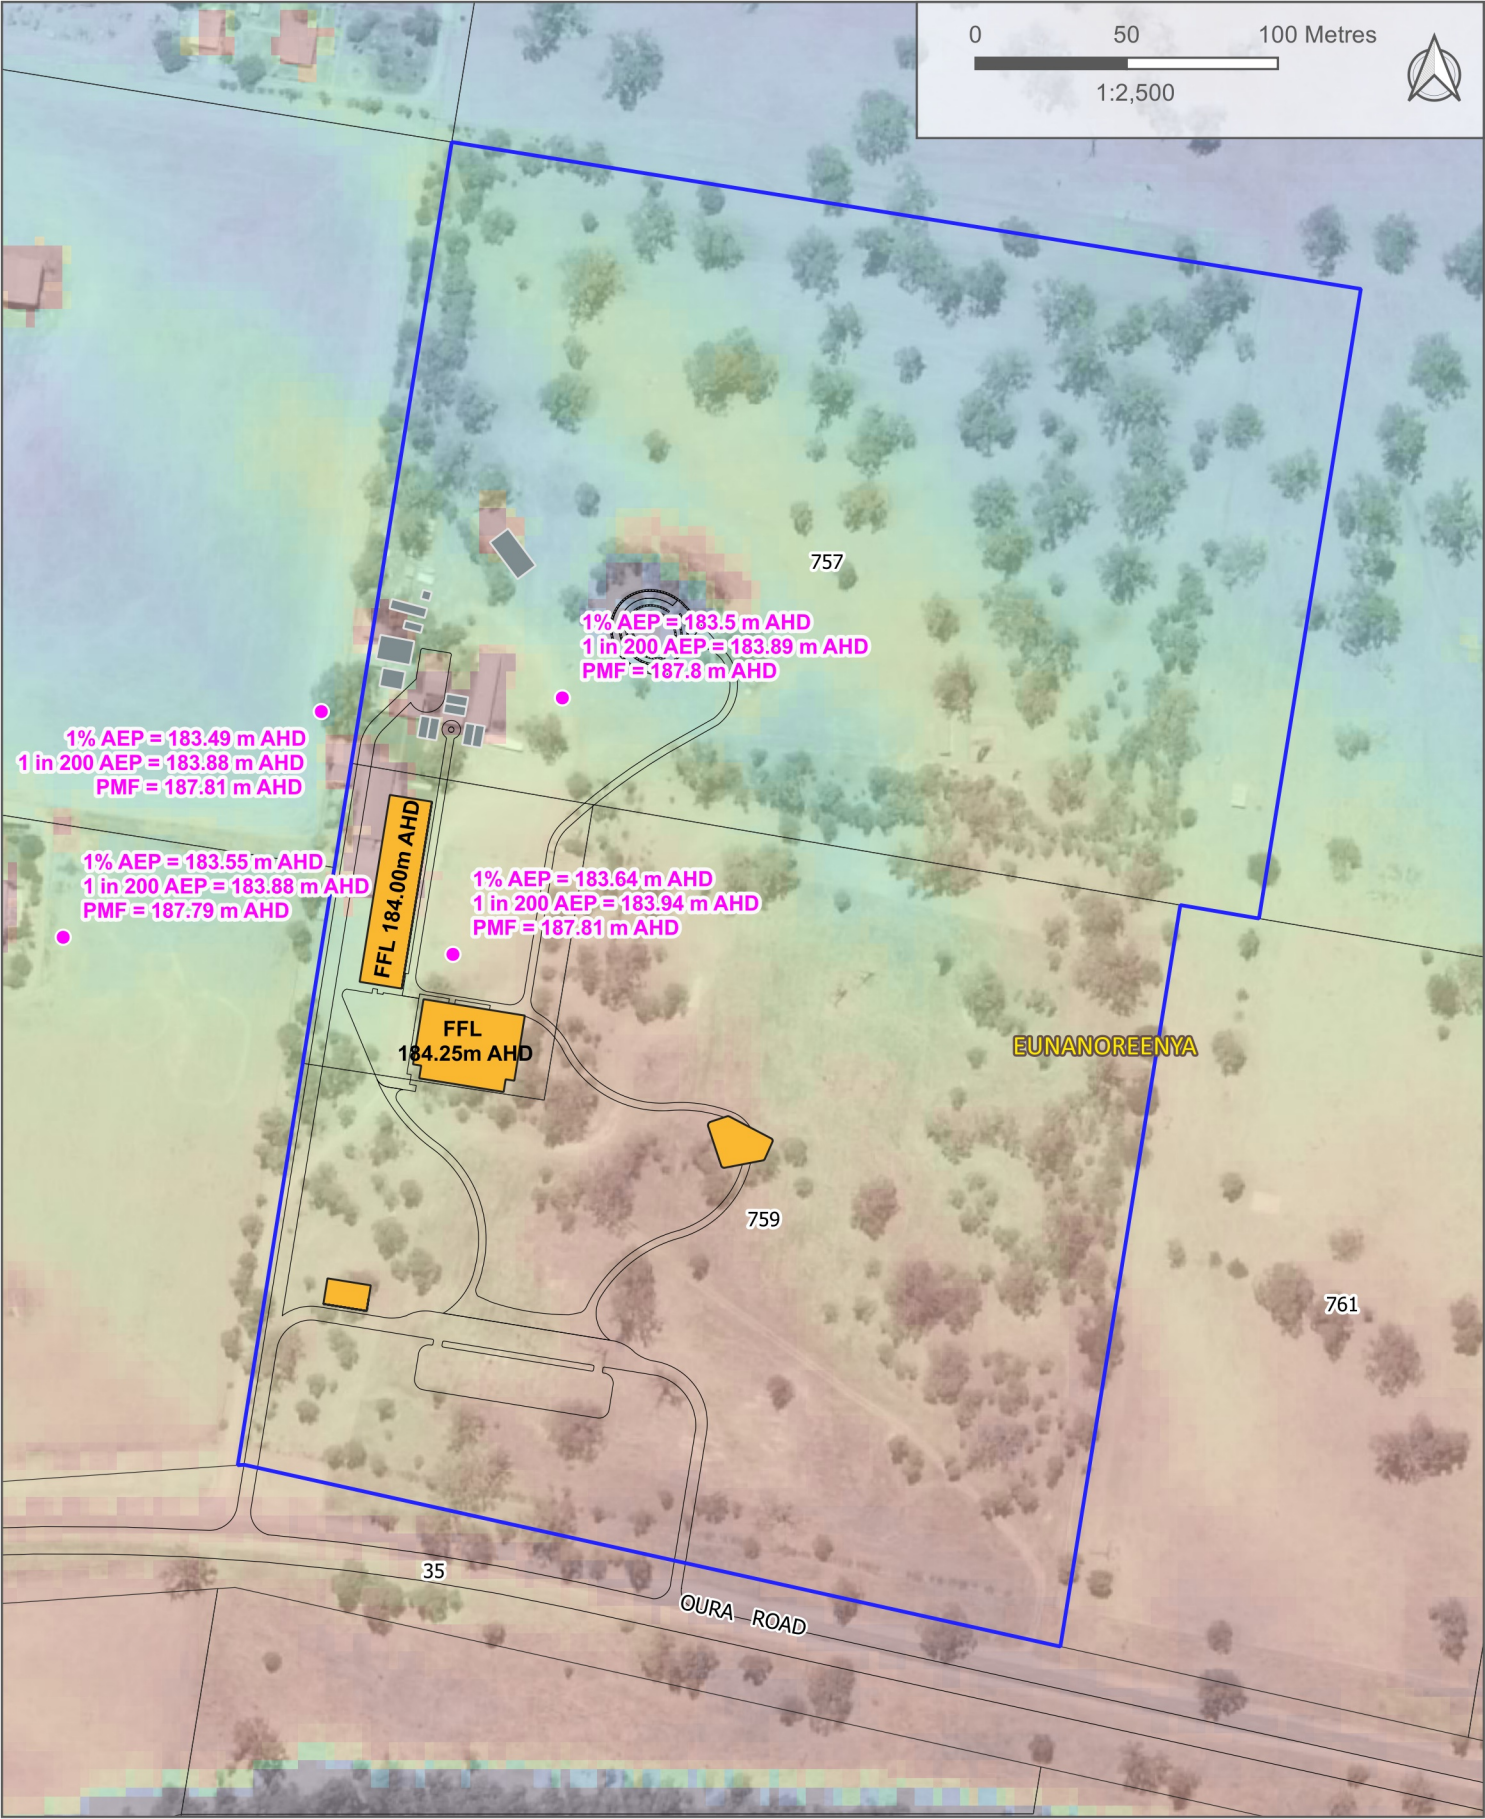 0 50 100 Metres
1:2,500
757
1% AEP = 183.5 m AHD
1 in 200 AEP = 183.89 m AHD
PMF = 187.8 m AHD
1% AEP = 183.49 m AHD
1 in 200 AEP = 183.88 m AHD
PMF = 187.81 m AHD
1% AEP = 183.55 m AHD
1 in 200 AEP = 183.88 m AHD
PMF = 187.79 m AHD
FFL 184.00m AHD
1% AEP = 183.64 m AHD
1 in 200 AEP = 183.94 m AHD
PMF = 187.81 m AHD
FFL
184.25m AHD
EUNANOREENYA
759
761
35
OURA ROAD